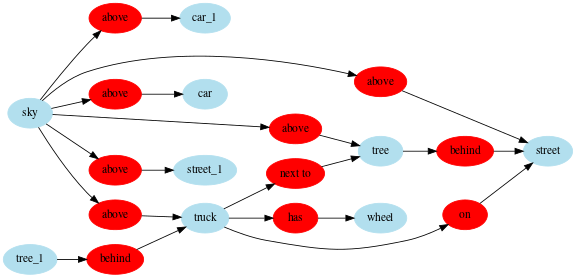 above car_1
above
sky above car
above
tree behind street
above street_1 next to
above truck has wheel on
tree_1 behind